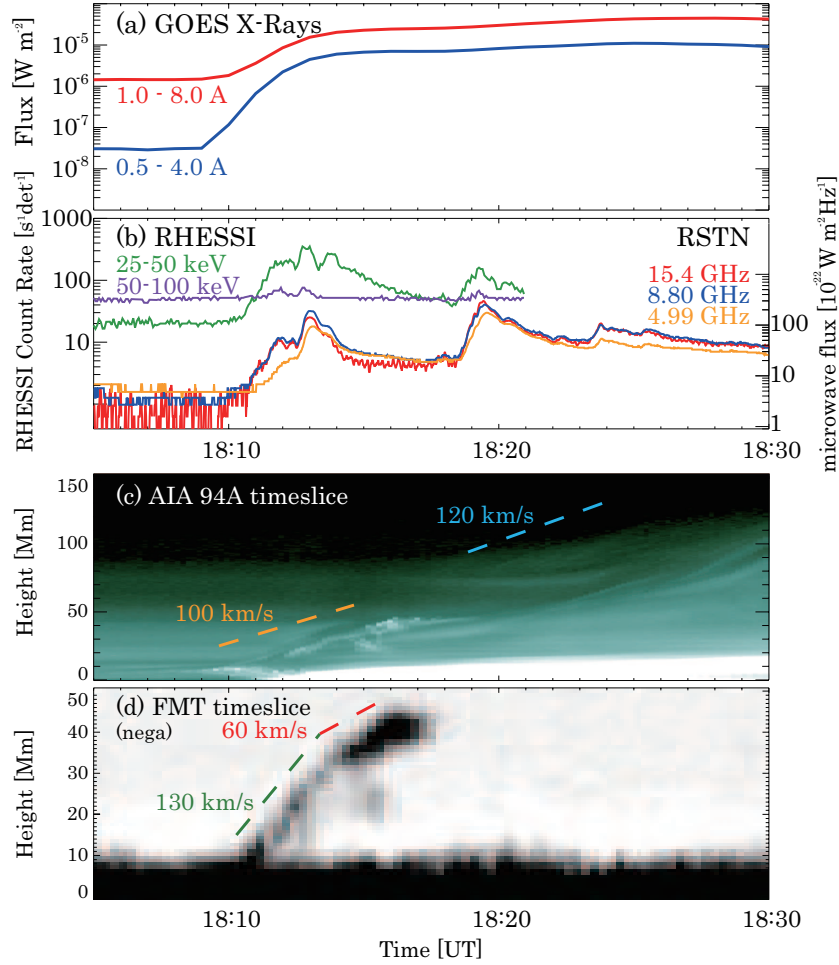 (a) GOES X-Rays
Flux [W m⁻²]
10⁻⁵
10⁻⁶
10⁻⁷
10⁻⁸
1.0 - 8.0 A
0.5 - 4.0 A
(b) RHESSI
RSTN
RHESSI Count Rate [s⁻¹det⁻¹]
1000
100
10
25-50 keV
50-100 keV
15.4 GHz
8.80 GHz
4.99 GHz
microwave flux [10⁻²² W m⁻²Hz⁻¹]
1000
100
10
1
18:10
18:20
18:30
(c) AIA 94A timeslice
Height [Mm]
150
100
50
0
120 km/s
100 km/s
(d) FMT timeslice
(nega)
Height [Mm]
50
40
30
20
10
0
60 km/s
130 km/s
18:10
18:20
18:30
Time [UT]